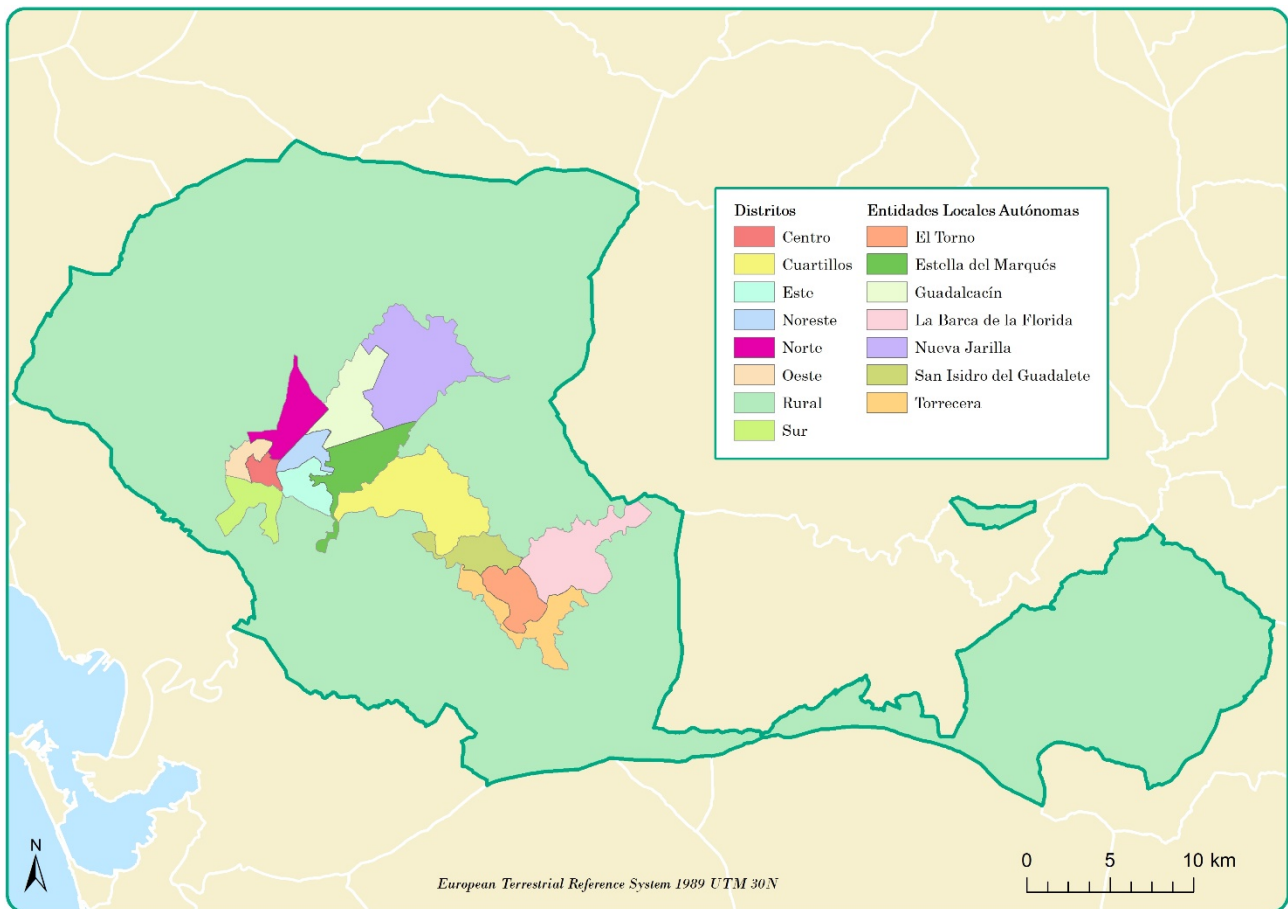 Distritos
Centro
Cuartillos
Este
Noreste
Norte
Oeste
Rural
Sur
Entidades Locales Autónomas
El Torno
Estella del Marqués
Guadalcacín
La Barca de la Florida
Nueva Jarilla
San Isidro del Guadalete
Torrecera
N
European Terrestrial Reference System 1989 UTM 30N
0 5 10 km